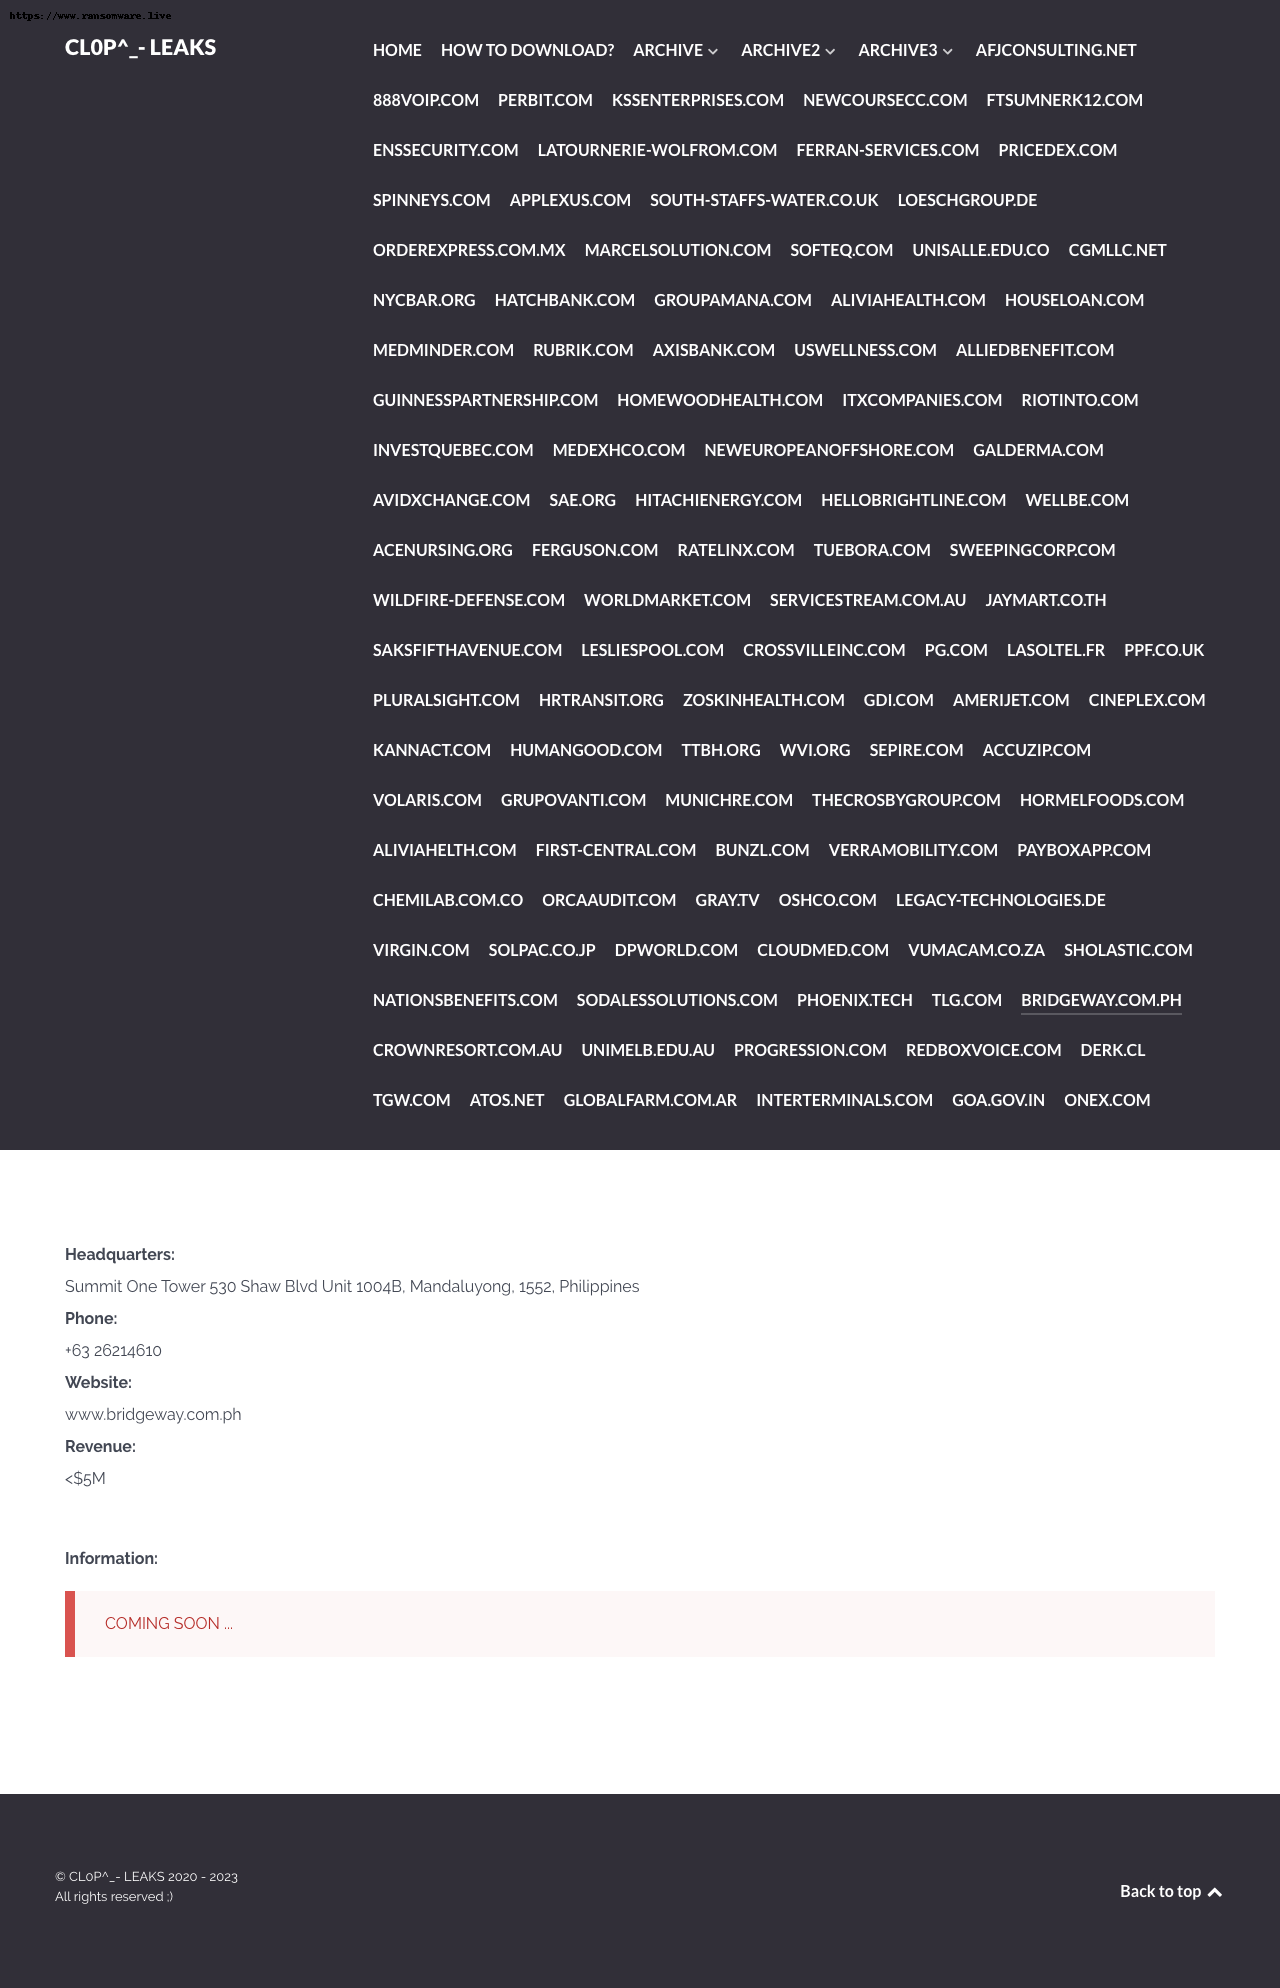 https://www.ransomware.live
CL0P^_- LEAKS
HOME HOW TO DOWNLOAD? ARCHIVE ARCHIVE2 ARCHIVE3 AFJCONSULTING.NET
888VOIP.COM PERBIT.COM KSSENTERPRISES.COM NEWCOURSECC.COM FTSUMNERK12.COM
ENSSECURITY.COM LATOURNERIE-WOLFROM.COM FERRAN-SERVICES.COM PRICEDEX.COM
SPINNEYS.COM APPLEXUS.COM SOUTH-STAFFS-WATER.CO.UK LOESCHGROUP.DE
ORDEREXPRESS.COM.MX MARCELSOLUTION.COM SOFTEQ.COM UNISALLE.EDU.CO CGMLLC.NET
NYCBAR.ORG HATCHBANK.COM GROUPAMANA.COM ALIVIAHEALTH.COM HOUSELOAN.COM
MEDMINDER.COM RUBRIK.COM AXISBANK.COM USWELLNESS.COM ALLIEDBENEFIT.COM
GUINNESSPARTNERSHIP.COM HOMEWOODHEALTH.COM ITXCOMPANIES.COM RIOTINTO.COM
INVESTQUEBEC.COM MEDEXHCO.COM NEWEUROPEANOFFSHORE.COM GALDERMA.COM
AVIDXCHANGE.COM SAE.ORG HITACHIENERGY.COM HELLOBRIGHTLINE.COM WELLBE.COM
ACENURSING.ORG FERGUSON.COM RATELINX.COM TUEBORA.COM SWEEPINGCORP.COM
WILDFIRE-DEFENSE.COM WORLDMARKET.COM SERVICESTREAM.COM.AU JAYMART.CO.TH
SAKSFIFTHAVENUE.COM LESLIESPOOL.COM CROSSVILLEINC.COM PG.COM LASOLTEL.FR PPF.CO.UK
PLURALSIGHT.COM HRTRANSIT.ORG ZOSKINHEALTH.COM GDI.COM AMERIJET.COM CINEPLEX.COM
KANNACT.COM HUMANGOOD.COM TTBH.ORG WVI.ORG SEPIRE.COM ACCUZIP.COM
VOLARIS.COM GRUPOVANTI.COM MUNICHRE.COM THECROSBYGROUP.COM HORMELFOODS.COM
ALIVIAHELTH.COM FIRST-CENTRAL.COM BUNZL.COM VERRAMOBILITY.COM PAYBOXAPP.COM
CHEMILAB.COM.CO ORCAAUDIT.COM GRAY.TV OSHCO.COM LEGACY-TECHNOLOGIES.DE
VIRGIN.COM SOLPAC.CO.JP DPWORLD.COM CLOUDMED.COM VUMACAM.CO.ZA SHOLASTIC.COM
NATIONSBENEFITS.COM SODALESSOLUTIONS.COM PHOENIX.TECH TLG.COM BRIDGEWAY.COM.PH
CROWNRESORT.COM.AU UNIMELB.EDU.AU PROGRESSION.COM REDBOXVOICE.COM DERK.CL
TGW.COM ATOS.NET GLOBALFARM.COM.AR INTERTERMINALS.COM GOA.GOV.IN ONEX.COM
Headquarters:
Summit One Tower 530 Shaw Blvd Unit 1004B, Mandaluyong, 1552, Philippines
Phone:
+63 26214610
Website:
www.bridgeway.com.ph
Revenue:
<$5M
Information:
COMING SOON ...
© CL0P^_- LEAKS 2020 - 2023
All rights reserved ;)
Back to top